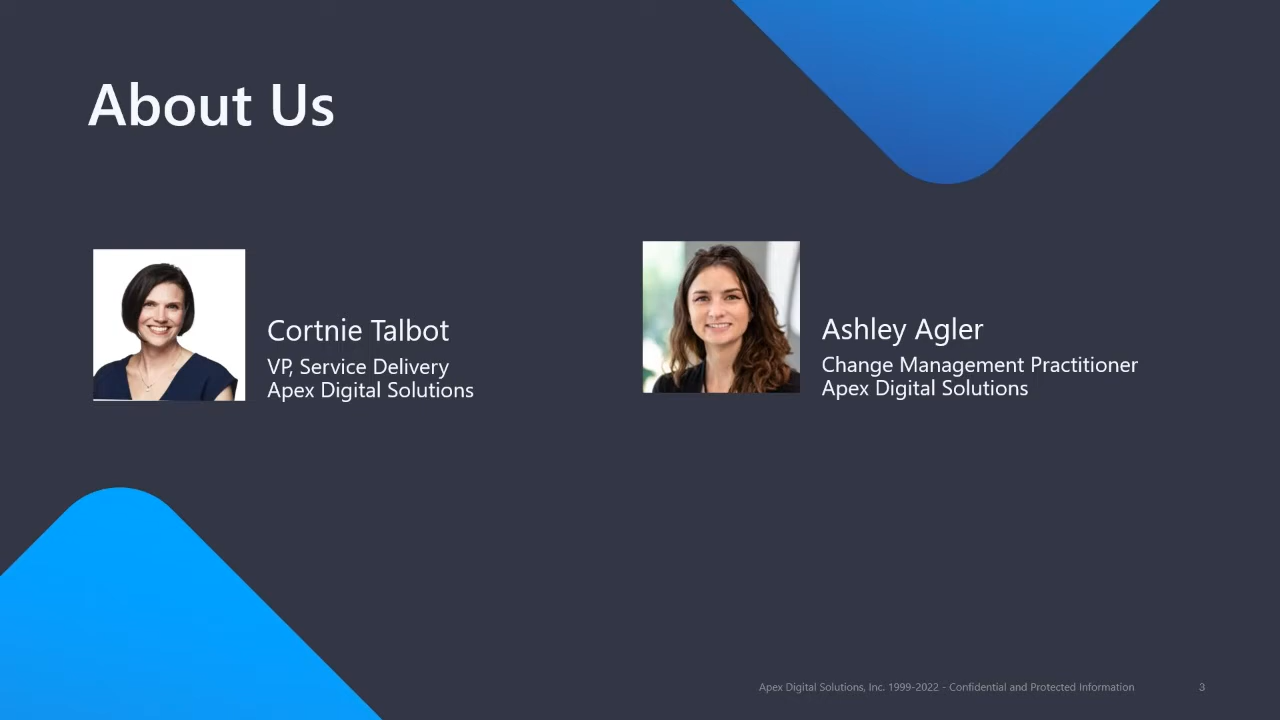 About Us
Cortnie Talbot
VP, Service Delivery
Apex Digital Solutions
Ashley Agler
Change Management Practitioner
Apex Digital Solutions
Apex Digital Solutions, Inc. 1999-2022 - Confidential and Protected Information
3